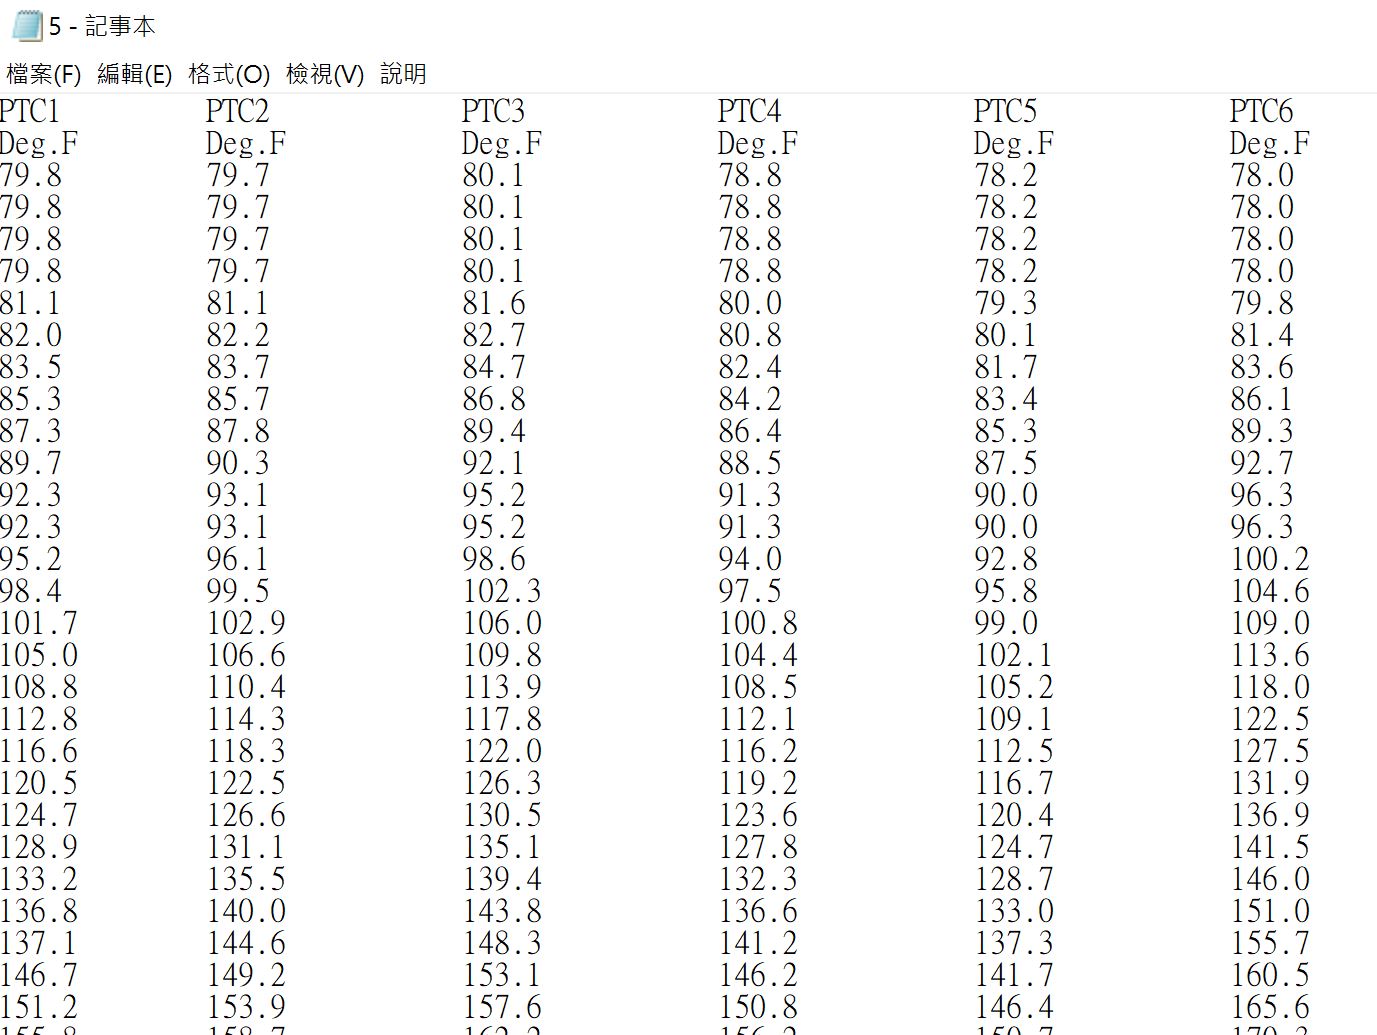 5 - 記事本
檔案(F) 編輯(E) 格式(O) 檢視(V) 說明
PTC1 PTC2 PTC3 PTC4 PTC5 PTC6
Deg.F Deg.F Deg.F Deg.F Deg.F Deg.F
79.8 79.7 80.1 78.8 78.2 78.0
79.8 79.7 80.1 78.8 78.2 78.0
79.8 79.7 80.1 78.8 78.2 78.0
79.8 79.7 80.1 78.8 78.2 78.0
81.1 81.1 81.6 80.0 79.3 79.8
82.0 82.2 82.7 80.8 80.1 81.4
83.5 83.7 84.7 82.4 81.7 83.6
85.3 85.7 86.8 84.2 83.4 86.1
87.3 87.8 89.4 86.4 85.3 89.3
89.7 90.3 92.1 88.5 87.5 92.7
92.3 93.1 95.2 91.3 90.0 96.3
92.3 93.1 95.2 91.3 90.0 96.3
95.2 96.1 98.6 94.0 92.8 100.2
98.4 99.5 102.3 97.5 95.8 104.6
101.7 102.9 106.0 100.8 99.0 109.0
105.0 106.6 109.8 104.4 102.1 113.6
108.8 110.4 113.9 108.5 105.2 118.0
112.8 114.3 117.8 112.1 109.1 122.5
116.6 118.3 122.0 116.2 112.5 127.5
120.5 122.5 126.3 119.2 116.7 131.9
124.7 126.6 130.5 123.6 120.4 136.9
128.9 131.1 135.1 127.8 124.7 141.5
133.2 135.5 139.4 132.3 128.7 146.0
136.8 140.0 143.8 136.6 133.0 151.0
137.1 144.6 148.3 141.2 137.3 155.7
146.7 149.2 153.1 146.2 141.7 160.5
151.2 153.9 157.6 150.8 146.4 165.6